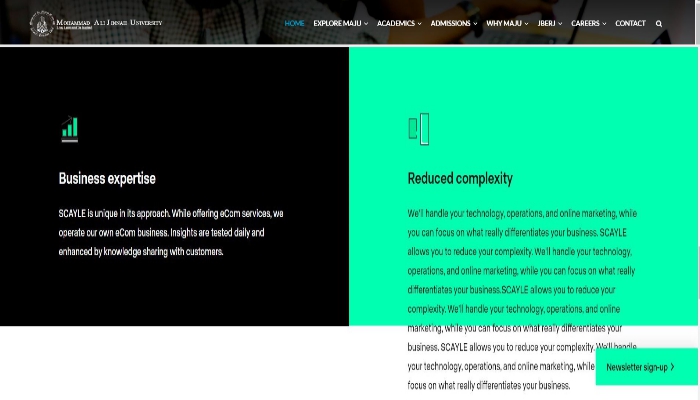 Mohammad Ali Jinnah University
HOME EXPLORE MAJU ACADEMICS ADMISSIONS WHY MAJU JBERJ CAREERS CONTACT
Business expertise
SCAYLE is unique in its approach. While offering eCom services, we
operate our own eCom business. Insights are tested daily and
enhanced by knowledge sharing with customers.
Reduced complexity
We'll handle your technology, operations, and online marketing, while
you can focus on what really differentiates your business. SCAYLE
allows you to reduce your complexity. We'll handle your technology,
operations, and online marketing, while you can focus on what really
differentiates your business.SCAYLE allows you to reduce your
complexity. We'll handle your technology, operations, and online
marketing, while you can focus on what really differentiates your
business. SCAYLE allows you to reduce your complexity. We'll handle
your technology, operations, and online marketing, while
focus on what really differentiates your business.
Newsletter sign-up